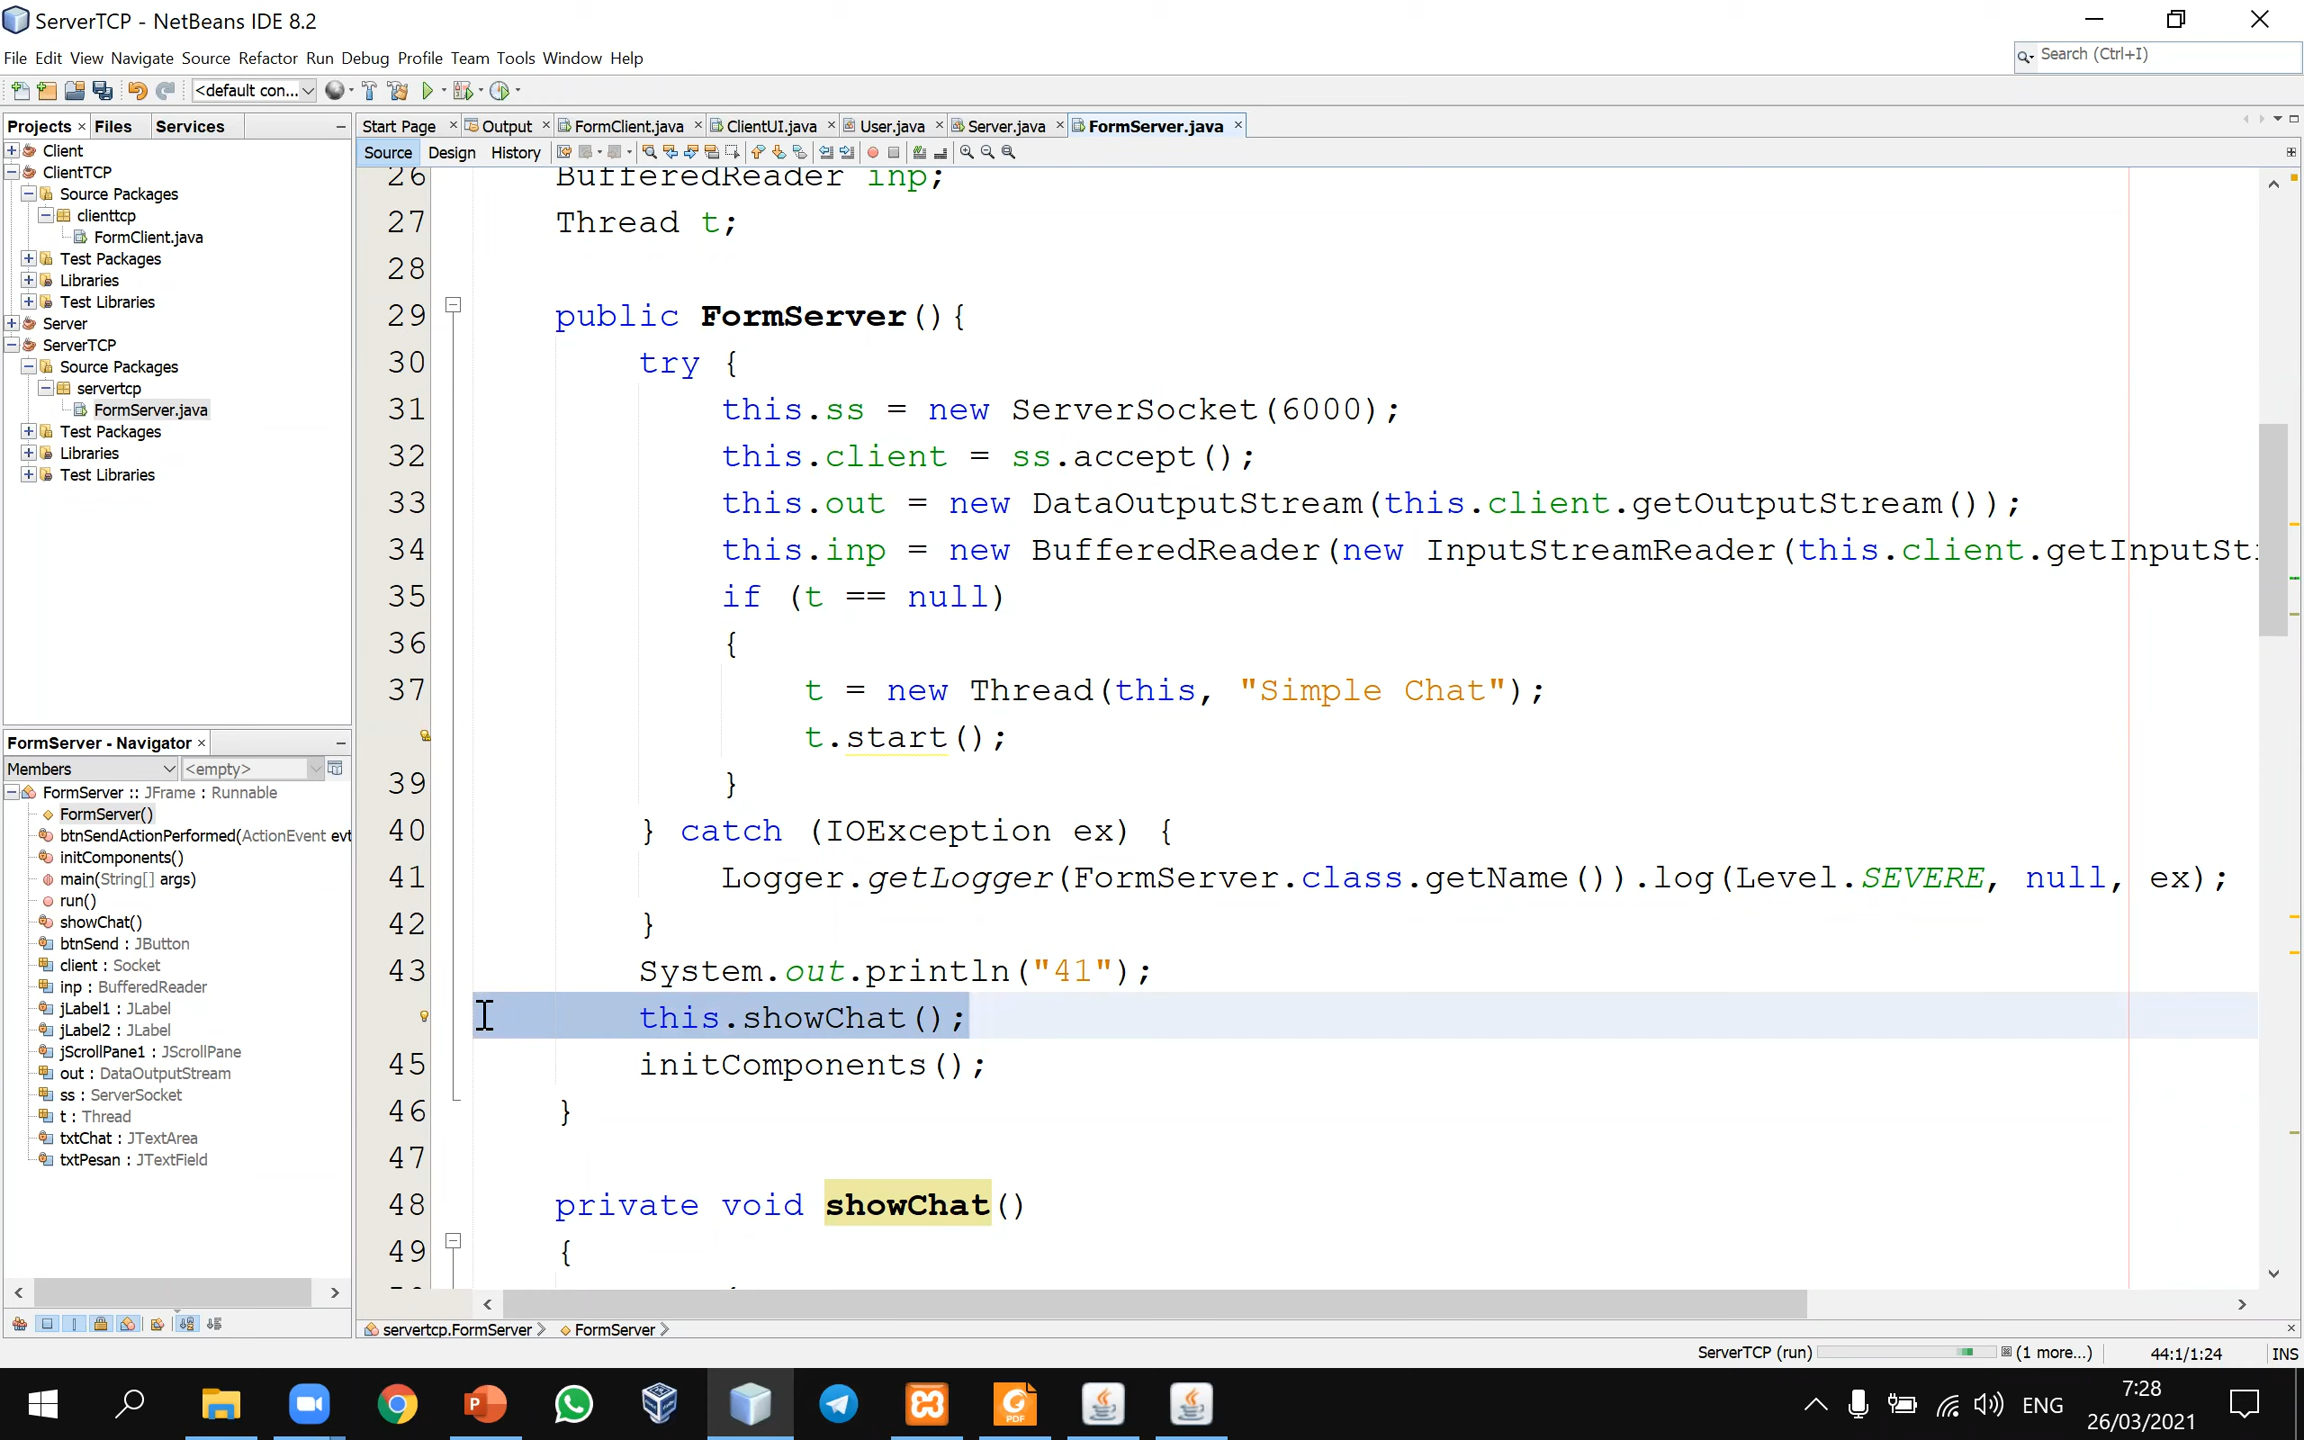 ServerTCP - NetBeans IDE 8.2
File Edit View Navigate Source Refactor Run Debug Profile Team Tools Window Help
Search (Ctrl+I)
<default con...
Projects Files Services
Start Page Output FormClient.java ClientUI.java User.java Server.java FormServer.java
Source Design History
Client
ClientTCP
Source Packages
clienttcp
FormClient.java
Test Packages
Libraries
Test Libraries
Server
ServerTCP
Source Packages
servertcp
FormServer.java
Test Packages
Libraries
Test Libraries
FormServer - Navigator
Members <empty>
FormServer :: JFrame : Runnable
FormServer()
btnSendActionPerformed(ActionEvent evt
initComponents()
main(String[] args)
run()
showChat()
btnSend : JButton
client : Socket
inp : BufferedReader
jLabel1 : JLabel
jLabel2 : JLabel
jScrollPane1 : JScrollPane
out : DataOutputStream
ss : ServerSocket
t : Thread
txtChat : JTextArea
txtPesan : JTextField
26 BufferedReader inp;
27 Thread t;
28
29 public FormServer(){
30 try {
31 this.ss = new ServerSocket(6000);
32 this.client = ss.accept();
33 this.out = new DataOutputStream(this.client.getOutputStream());
34 this.inp = new BufferedReader(new InputStreamReader(this.client.getInputSt
35 if (t == null)
36 {
37 t = new Thread(this, "Simple Chat");
t.start();
39 }
40 } catch (IOException ex) {
41 Logger.getLogger(FormServer.class.getName()).log(Level.SEVERE, null, ex);
42 }
43 System.out.println("41");
this.showChat();
45 initComponents();
46 }
47
48 private void showChat()
49 {
servertcp.FormServer FormServer
ServerTCP (run) (1 more...) 44:1/1:24 INS
PDF
ENG
7:28
26/03/2021